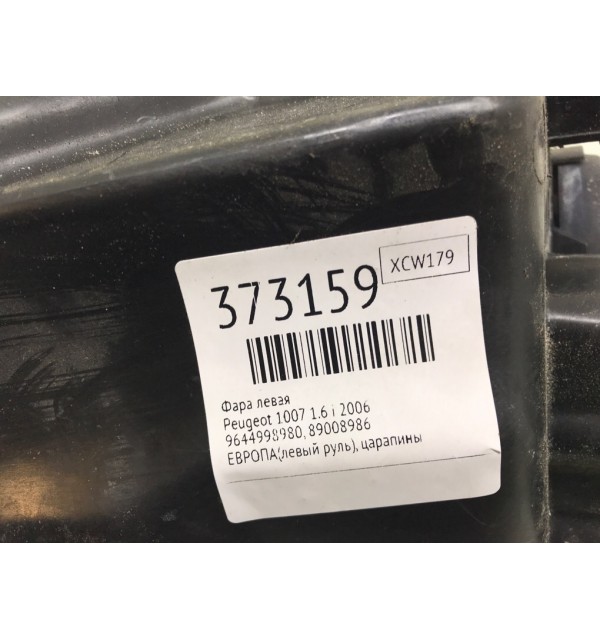 XCW179
373159
Фара левая
Peugeot 1007 1.6 i 2006
9644998980, 89008986
ЕВРОПА(левый руль), царапины